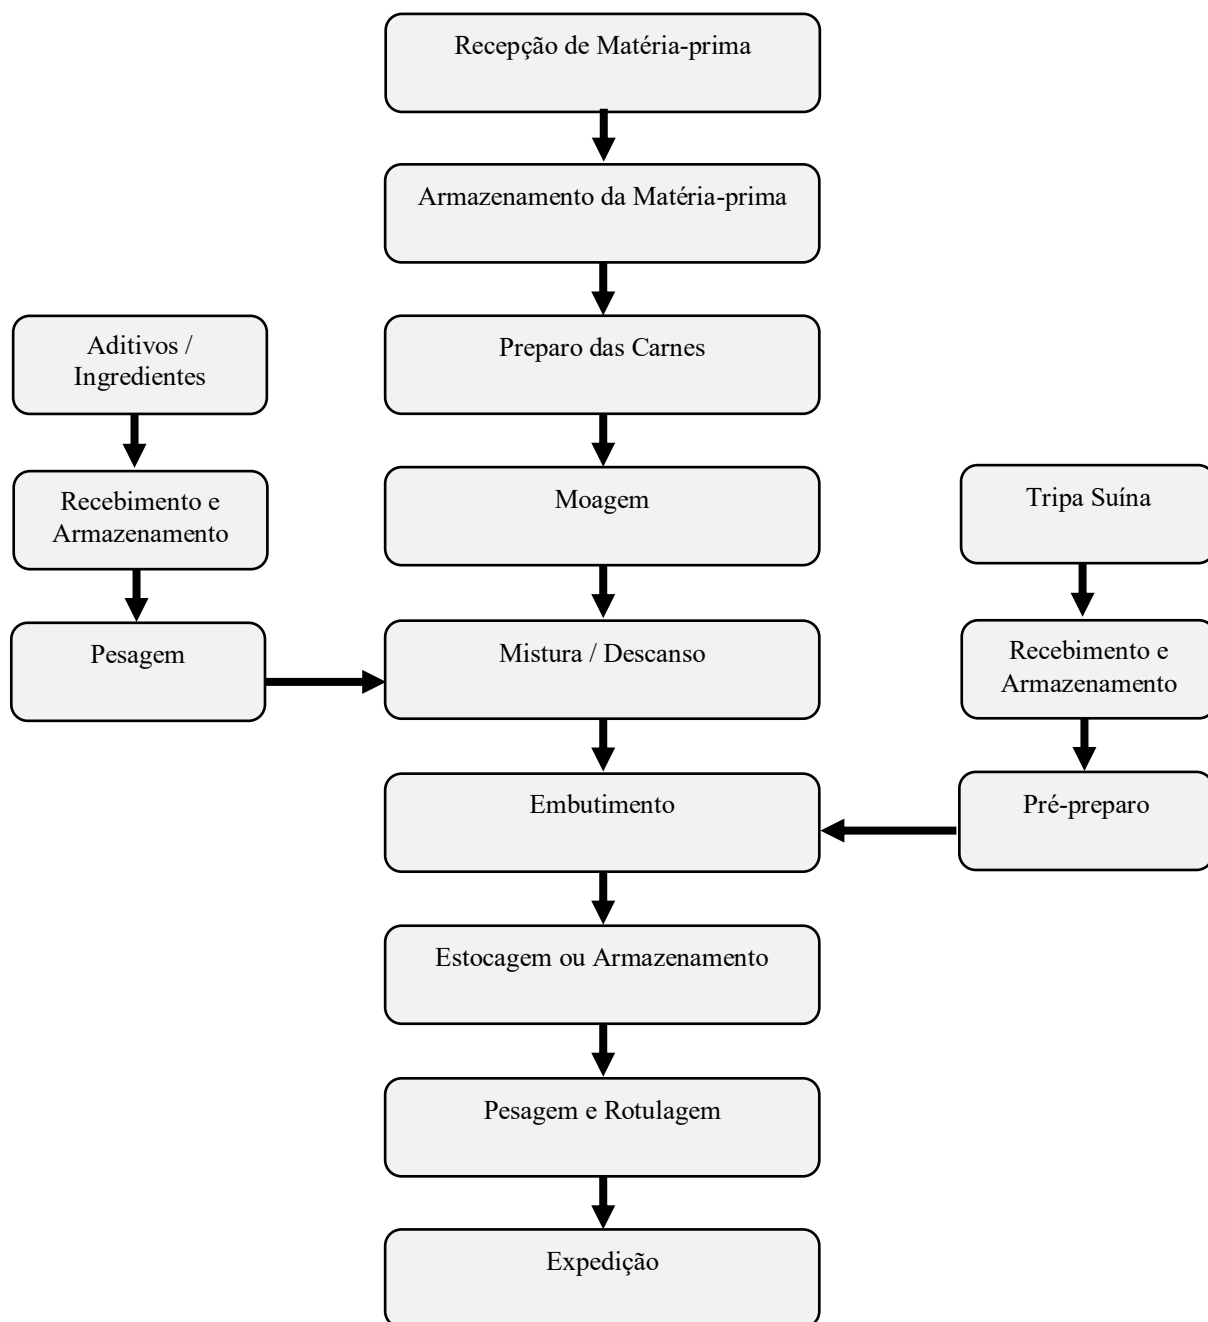 Recepção de Matéria-prima
Armazenamento da Matéria-prima
Aditivos /
Ingredientes
Preparo das Carnes
Recebimento e
Armazenamento
Moagem
Tripa Suína
Pesagem
Mistura / Descanso
Recebimento e
Armazenamento
Embutimento
Pré-preparo
Estocagem ou Armazenamento
Pesagem e Rotulagem
Expedição